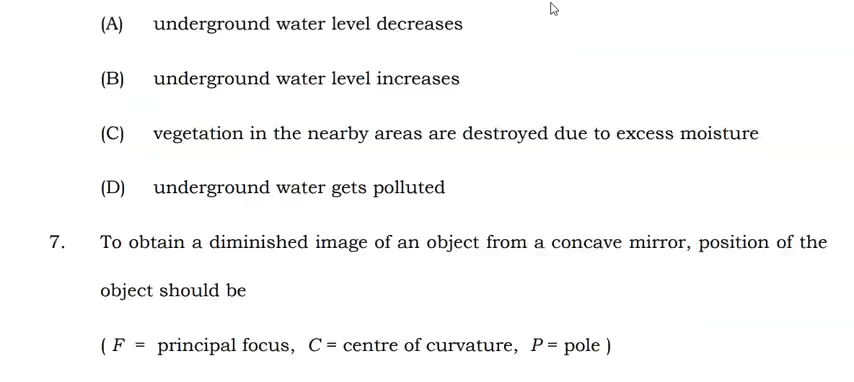 (A) underground water level decreases
(B) underground water level increases
(C) vegetation in the nearby areas are destroyed due to excess moisture
(D) underground water gets polluted
7. To obtain a diminished image of an object from a concave mirror, position of the
object should be
( F = principal focus, C = centre of curvature, P = pole )